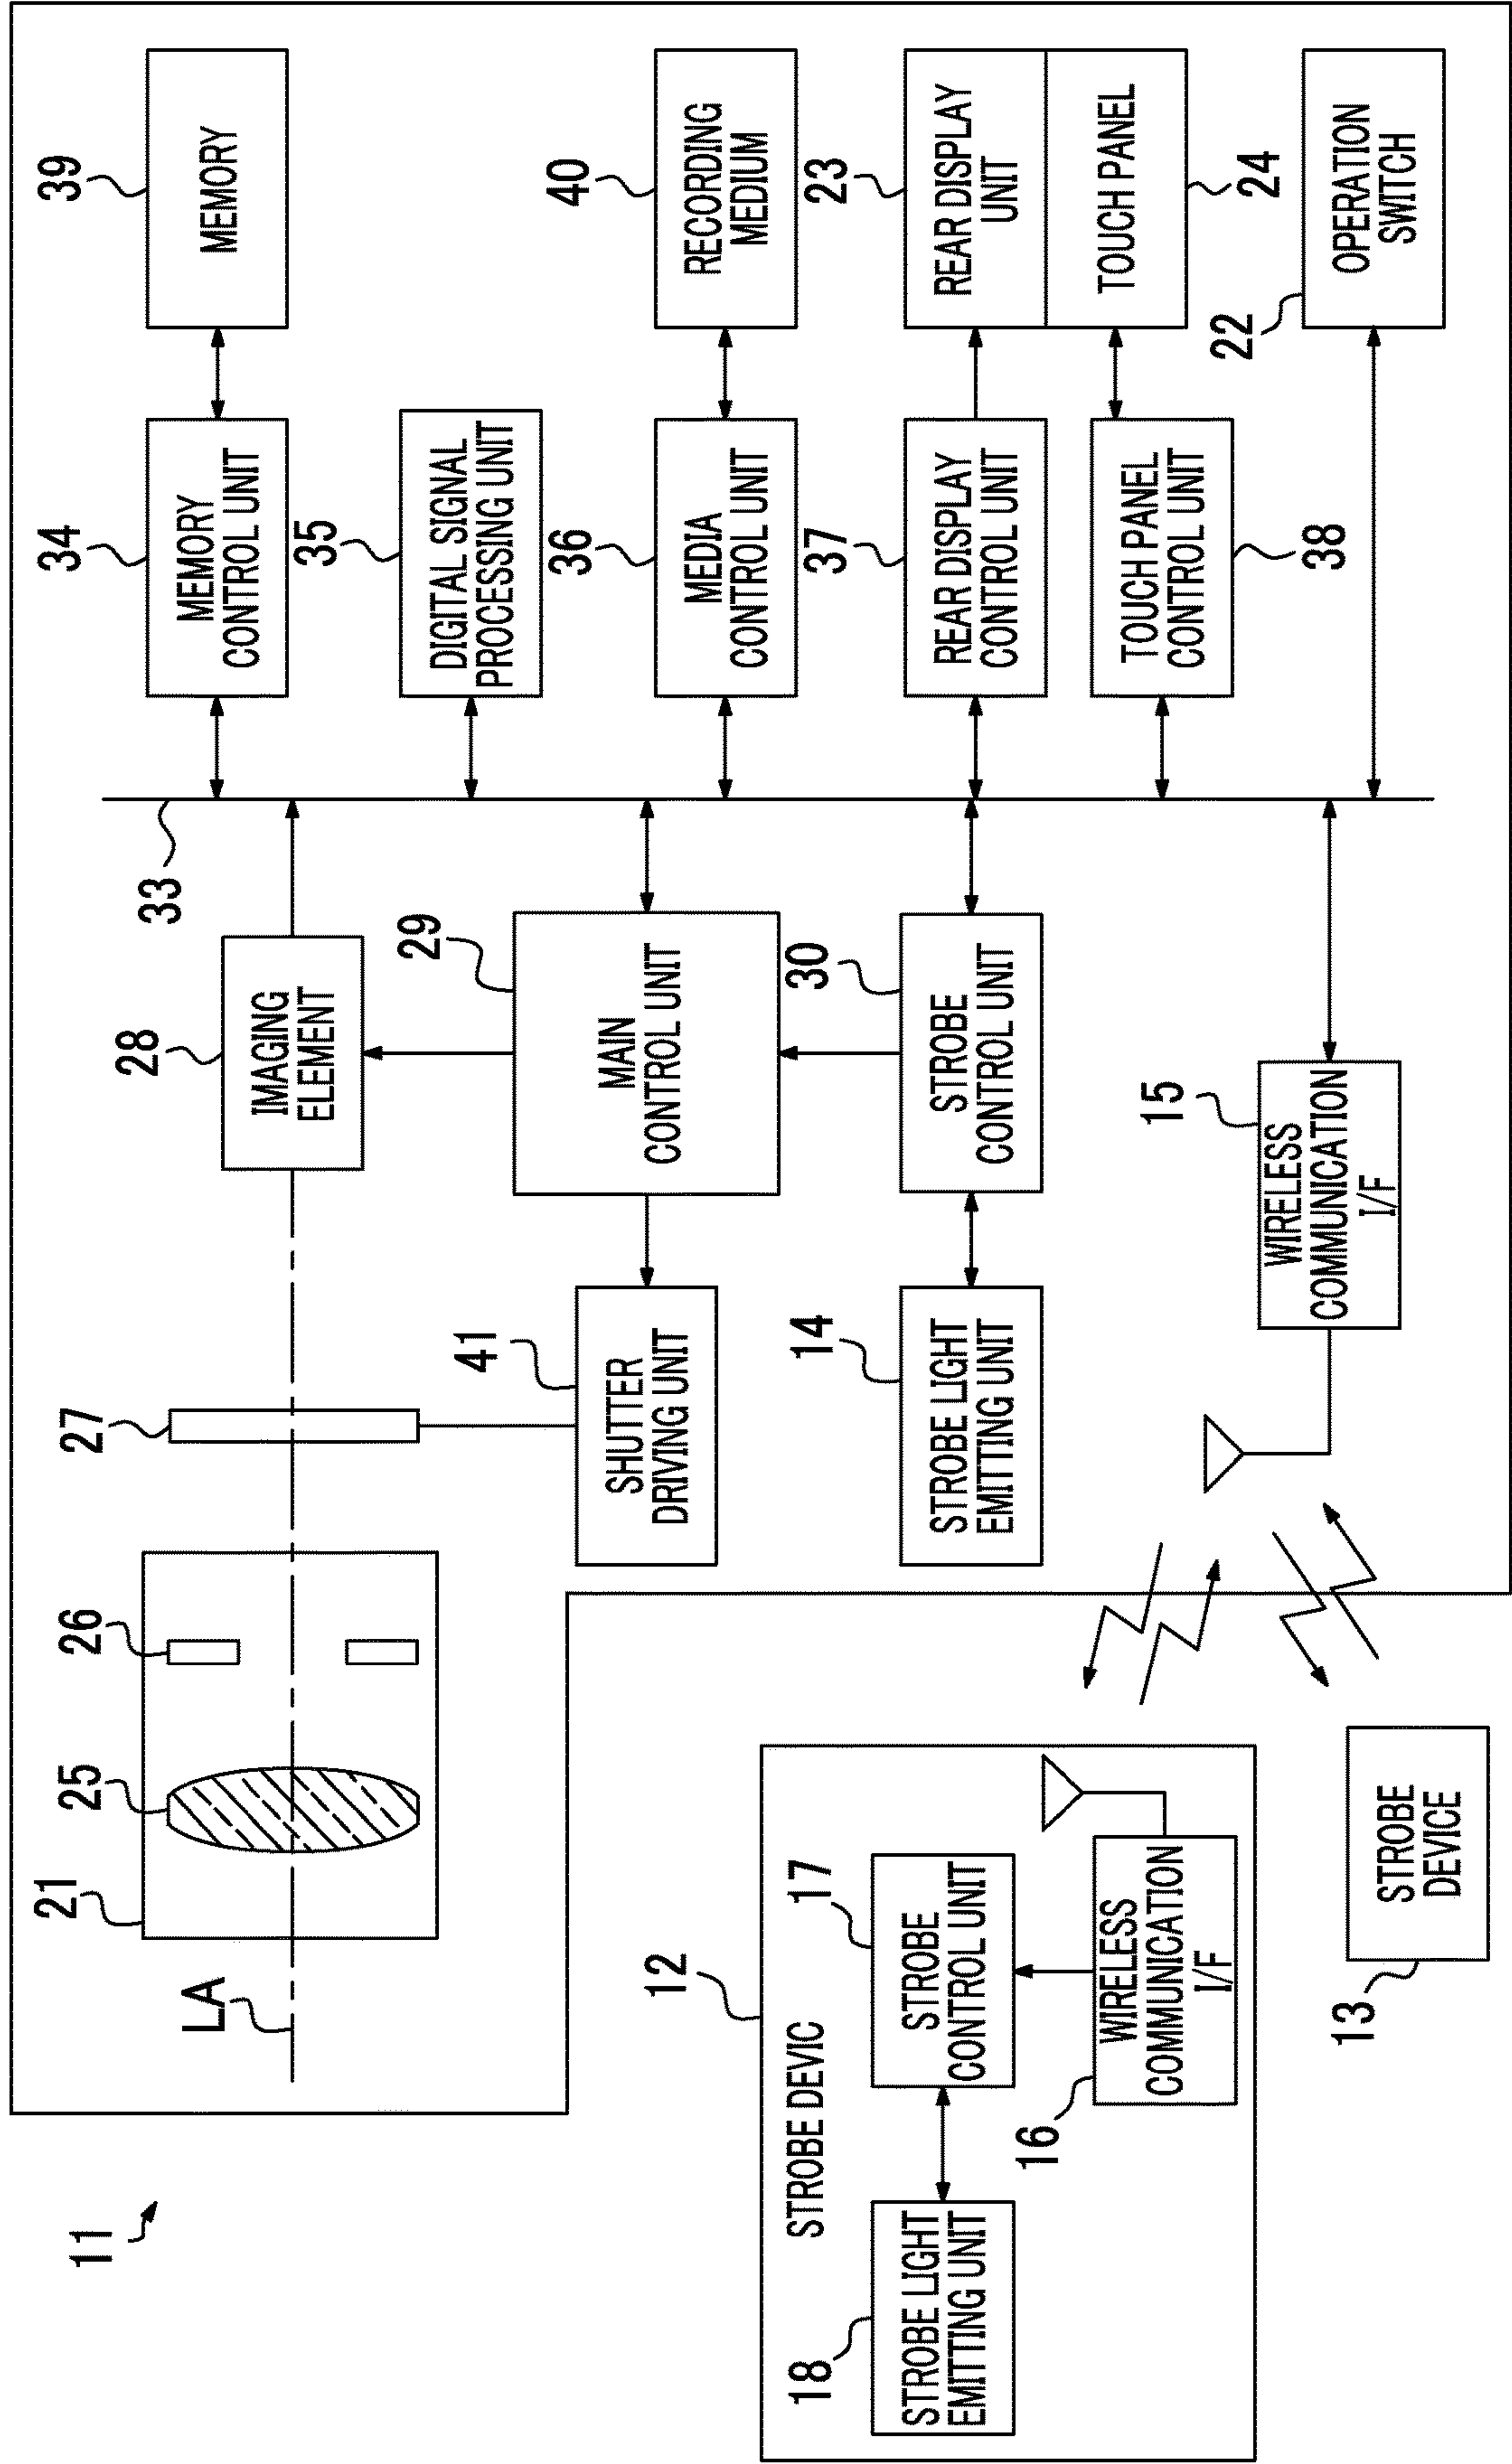 11
LA
21
25
26
27
28
IMAGING
ELEMENT
33
34
MEMORY
CONTROL UNIT
39
MEMORY
35
DIGITAL SIGNAL
PROCESSING UNIT
41
SHUTTER
DRIVING UNIT
29
MAIN
CONTROL UNIT
36
MEDIA
CONTROL UNIT
40
RECORDING
MEDIUM
14
STROBE LIGHT
EMITTING UNIT
30
STROBE
CONTROL UNIT
37
REAR DISPLAY
CONTROL UNIT
23
REAR DISPLAY
UNIT
TOUCH PANEL
CONTROL UNIT
38
TOUCH PANEL
24
15
WIRELESS
COMMUNICATION
I/F
22
OPERATION
SWITCH
12
STROBE DEVIC
18
STROBE LIGHT
EMITTING UNIT
17
STROBE
CONTROL UNIT
16
WIRELESS
COMMUNICATION
I/F
13
STROBE
DEVICE